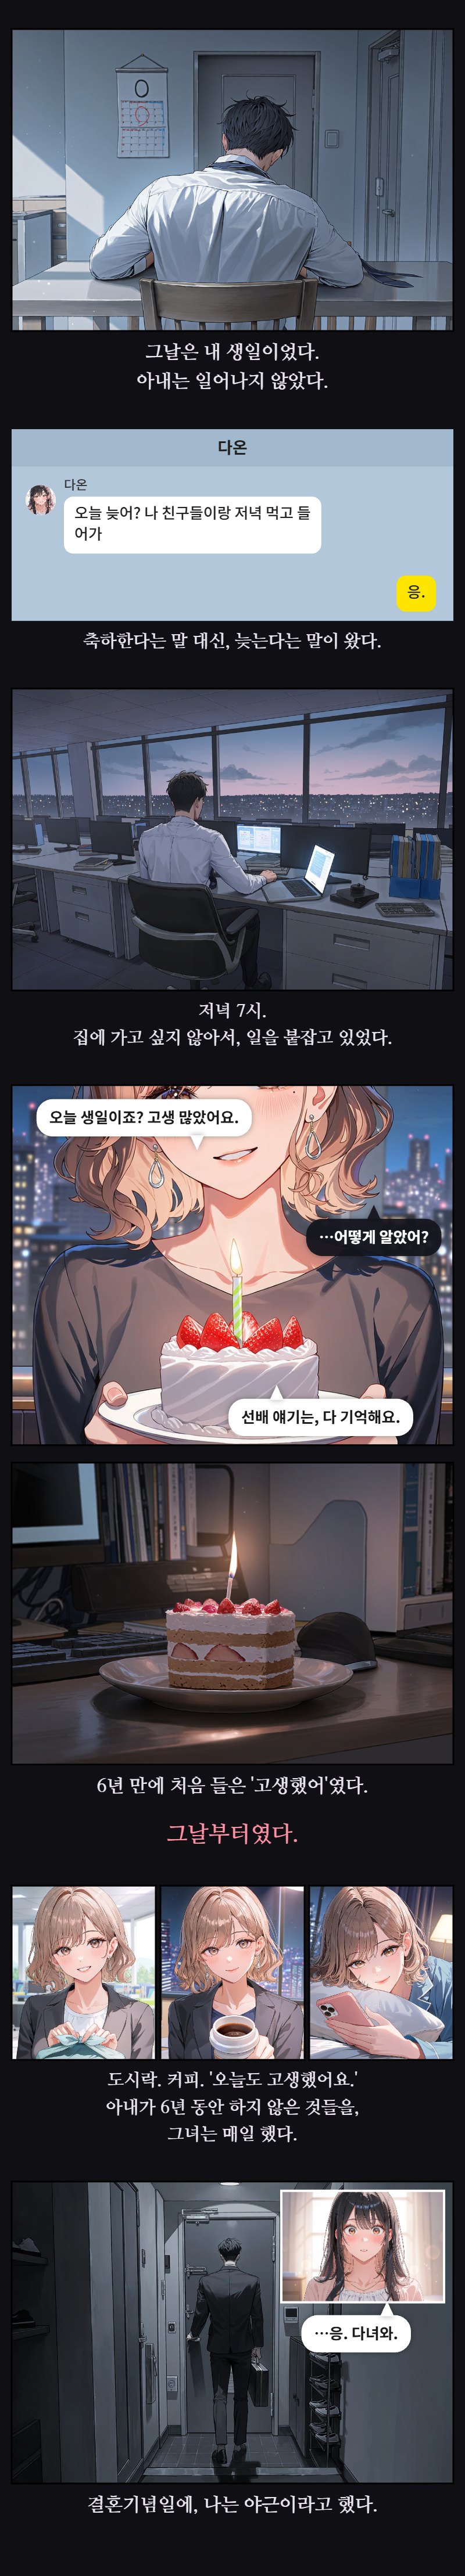 그날은 내 생일이었다.
아내는 일어나지 않았다.
다온
다온
오늘 늦어? 나 친구들이랑 저녁 먹고 들
어가
응.
축하한다는 말 대신, 늦는다는 말이 왔다.
저녁 7시.
집에 가고 싶지 않아서, 일을 붙잡고 있었다.
오늘 생일이죠? 고생 많았어요.
…어떻게 알았어?
선배 얘기는, 다 기억해요.
6년 만에 처음 들은 '고생했어'였다.
그날부터였다.
도시락. 커피. '오늘도 고생했어요.'
아내가 6년 동안 하지 않은 것들을,
그녀는 매일 했다.
…응. 다녀와.
결혼기념일에, 나는 야근이라고 했다.